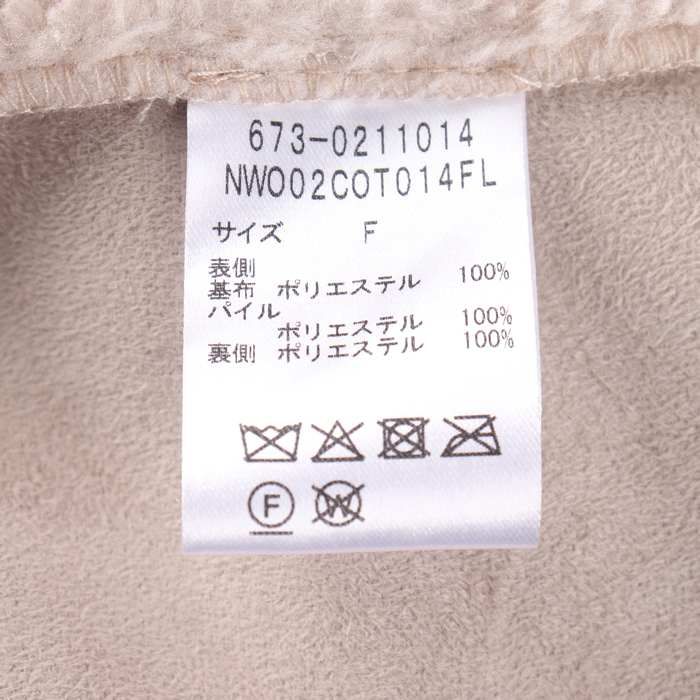 673-0211014
NW002COT014FL
サイズ F
表側
基布 ポリエステル 100%
パイル
ポリエステル 100%
裏側 ポリエステル 100%
F W